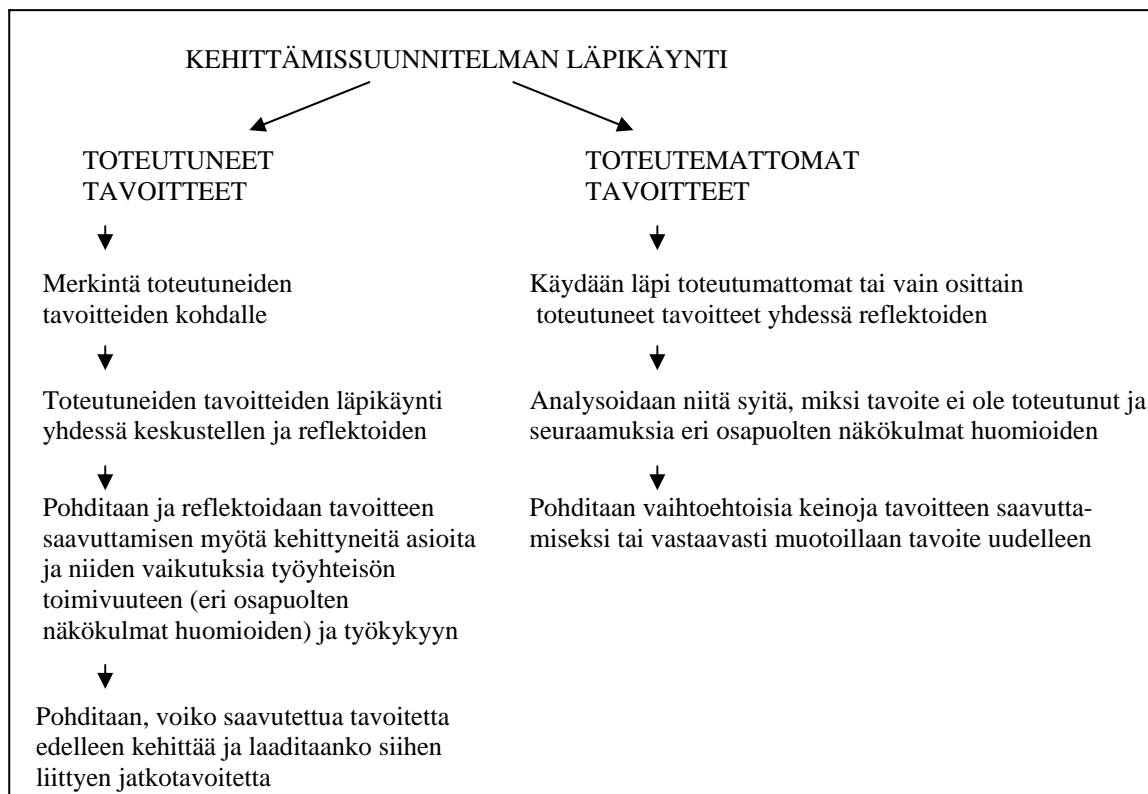 KEHITTÄMISSUUNNITELMAN LÄPIKÄYNTI
TOTEUTUNEET
TAVOITTEET
Merkintä toteutuneiden
tavoitteiden kohdalle
Toteutuneiden tavoitteiden läpikäynti
yhdessä keskustellen ja reflektoiden
Pohditaan ja reflektoidaan tavoitteen
saavuttamisen myötä kehittyneitä asioita
ja niiden vaikutuksia työyhteisön
toimivuuteen (eri osapuolten
näkökulmat huomioiden) ja työkykyyn
Pohditaan, voiko saavutettua tavoitetta
edelleen kehittää ja laaditaanko siihen
liittyen jatkotavoitetta
TOTEUTEMATTOMAT
TAVOITTEET
Käydään läpi toteutumattomat tai vain osittain
toteutuneet tavoitteet yhdessä reflektoiden
Analysoidaan niitä syitä, miksi tavoite ei ole toteutunut ja
seuraamuksia eri osapuolten näkökulmat huomioiden
Pohditaan vaihtoehtoisia keinoja tavoitteen saavutta-
miseksi tai vastaavasti muotoillaan tavoite uudelleen